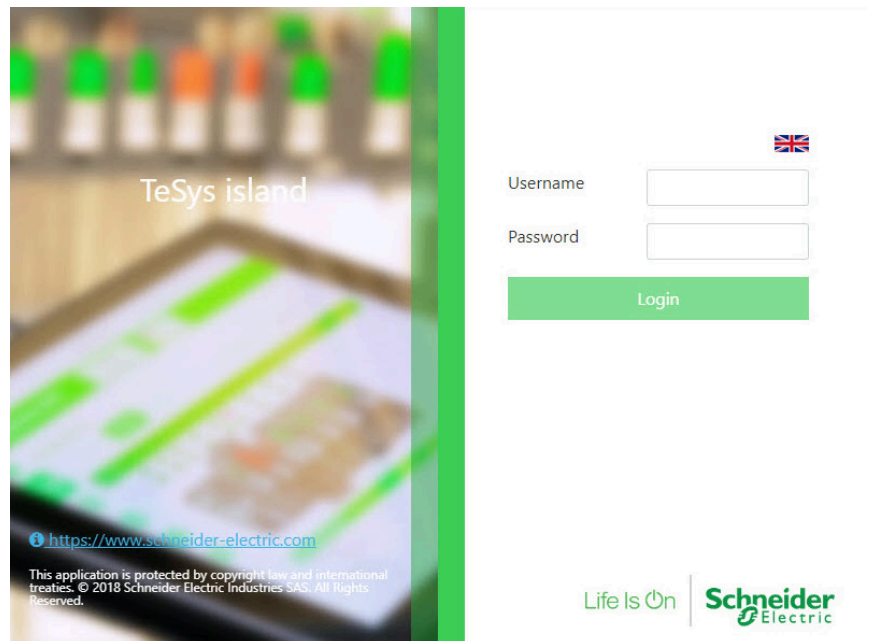 TeSys island
https://www.schneider-electric.com
This application is protected by copyright law and international
treaties. © 2018 Schneider Electric Industries SAS. All Rights
Reserved.
Username
Password
Login
Life Is On
Schneider
Electric